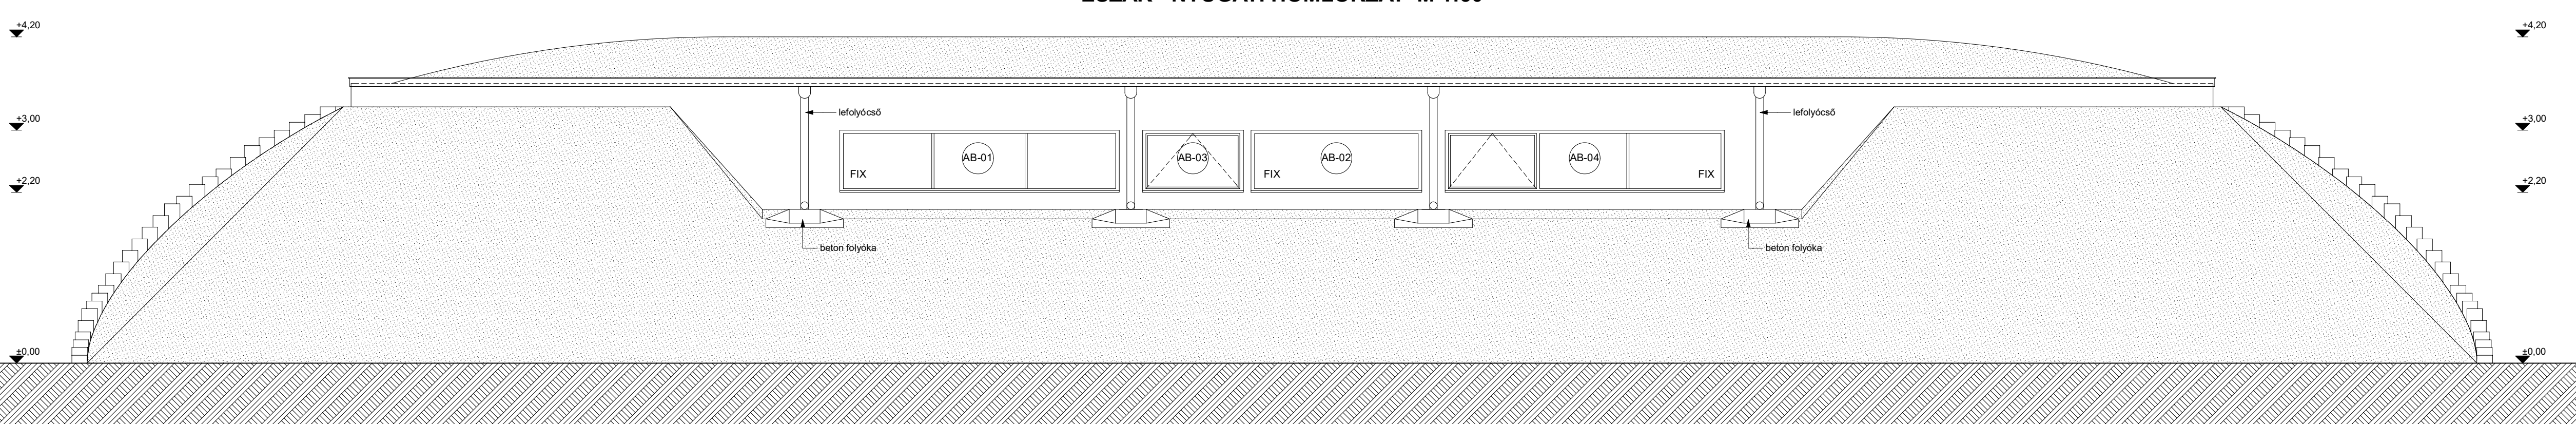 +4,20
+4,20
+3,00
lefolyócső
lefolyócső
+3,00
AB-01
AB-03
AB-02
AB-04
FIX
FIX
FIX
+2,20
+2,20
beton folyóka
beton folyóka
±0,00
±0,00